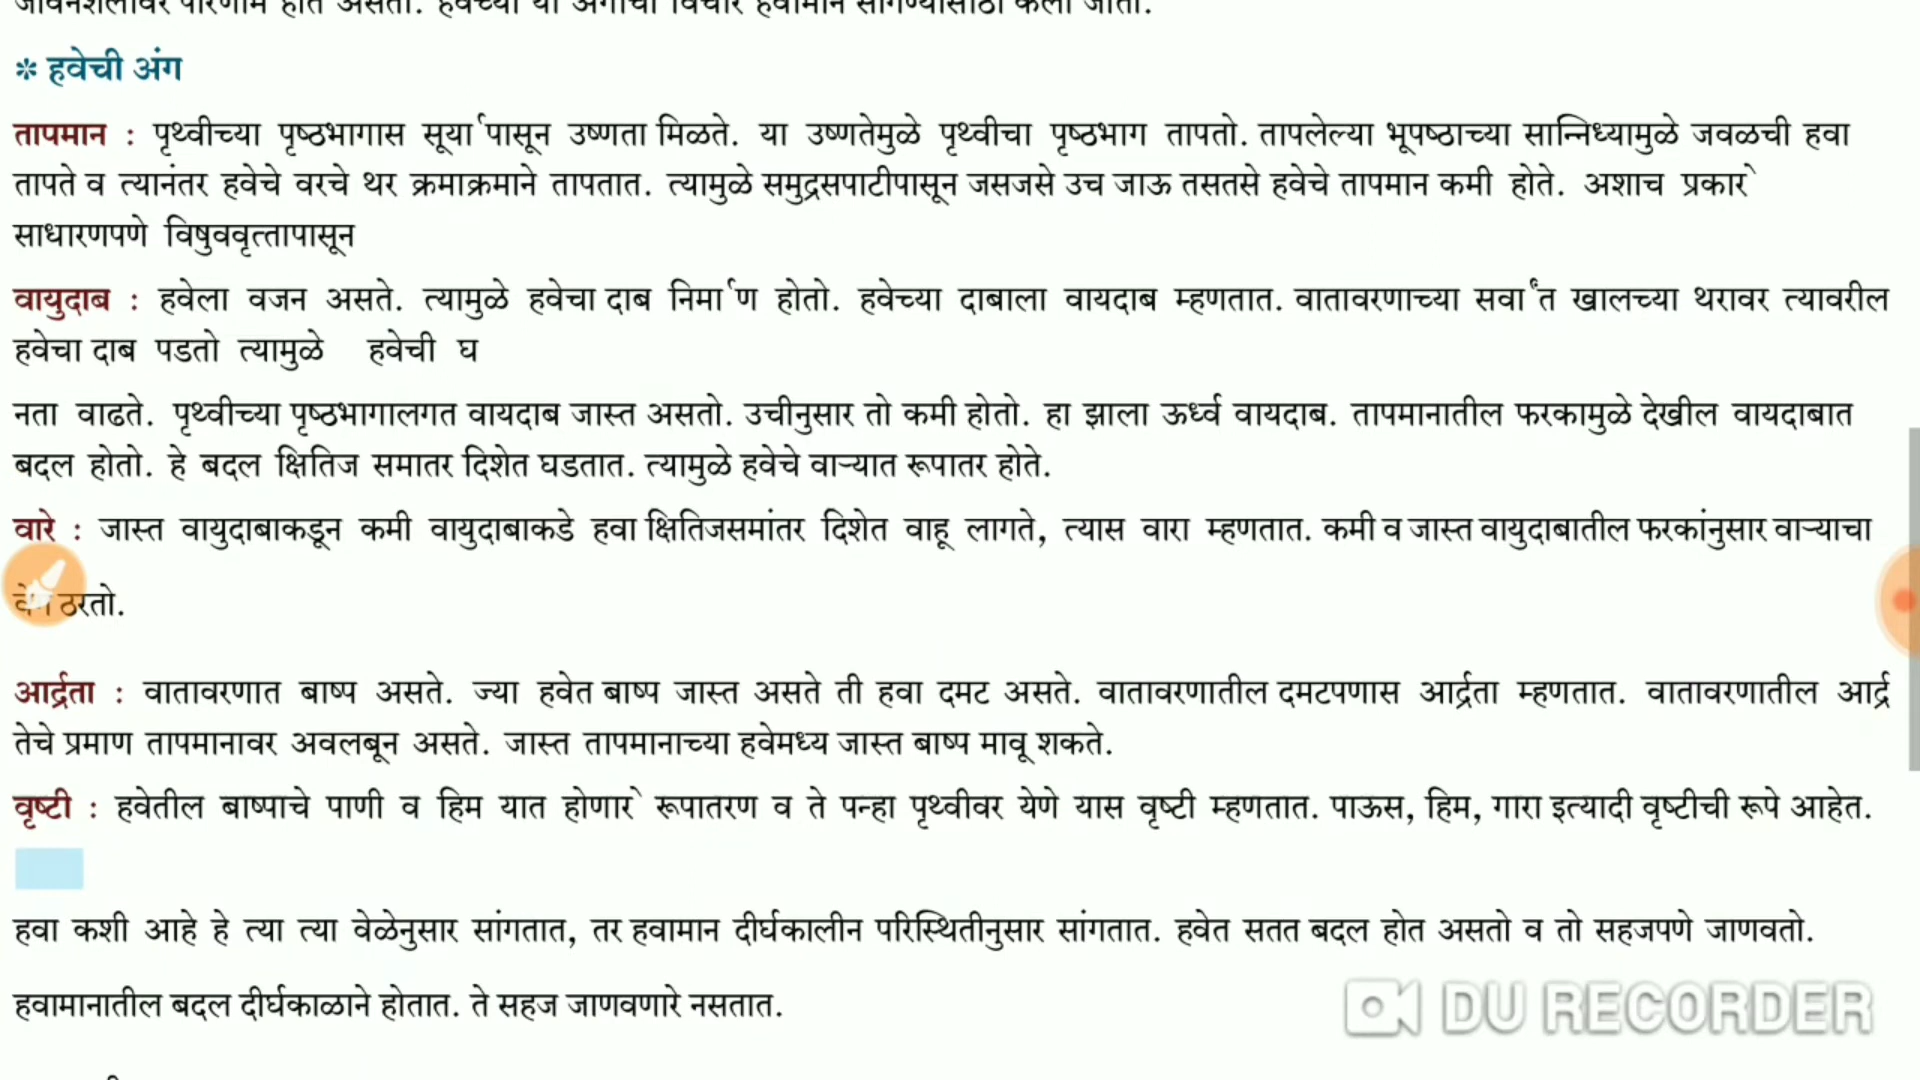 परिणाम होत असतो. हवेच्या या अंगांचा विचार हवामान सांगण्यासाठी केला जातो.
* हवेची अंग
तापमान : पृथ्वीच्या पृष्ठभागास सूर्यापासून उष्णता मिळते. या उष्णतेमुळे पृथ्वीचा पृष्ठभाग तापतो. तापलेल्या भूपष्ठाच्या सान्निध्यामुळे जवळची हवा
तापते व त्यानंतर हवेचे वरचे थर क्रमाक्रमाने तापतात. त्यामुळे समुद्रसपाटीपासून जसजसे उच जाऊ तसतसे हवेचे तापमान कमी होते. अशाच प्रकारे
साधारणपणे विषुववृत्तापासून
वायुदाब : हवेला वजन असते. त्यामुळे हवेचा दाब निर्माण होतो. हवेच्या दाबाला वायदाब म्हणतात. वातावरणाच्या सर्वांत खालच्या थरावर त्यावरील
हवेचा दाब पडतो त्यामुळे हवेची घ
नता वाढते. पृथ्वीच्या पृष्ठभागालगत वायदाब जास्त असतो. उचीनुसार तो कमी होतो. हा झाला ऊर्ध्व वायदाब. तापमानातील फरकामुळे देखील वायदाबात
बदल होतो. हे बदल क्षितिज समातर दिशेत घडतात. त्यामुळे हवेचे वाऱ्यात रूपातर होते.
वारे : जास्त वायुदाबाकडून कमी वायुदाबाकडे हवा क्षितिजसमांतर दिशेत वाहू लागते, त्यास वारा म्हणतात. कमी व जास्त वायुदाबातील फरकांनुसार वाऱ्याचा
ठरतो.
आर्द्रता : वातावरणात बाष्प असते. ज्या हवेत बाष्प जास्त असते ती हवा दमट असते. वातावरणातील दमटपणास आर्द्रता म्हणतात. वातावरणातील आर्द्र
तेचे प्रमाण तापमानावर अवलबून असते. जास्त तापमानाच्या हवेमध्य जास्त बाष्प मावू शकते.
वृष्टी : हवेतील बाष्पाचे पाणी व हिम यात होणारे रूपातरण व ते पन्हा पृथ्वीवर येणे यास वृष्टी म्हणतात. पाऊस, हिम, गारा इत्यादी वृष्टीची रूपे आहेत.
हवा कशी आहे हे त्या त्या वेळेनुसार सांगतात, तर हवामान दीर्घकालीन परिस्थितीनुसार सांगतात. हवेत सतत बदल होत असतो व तो सहजपणे जाणवतो.
हवामानातील बदल दीर्घकाळाने होतात. ते सहज जाणवणारे नसतात.
DU RECORDER